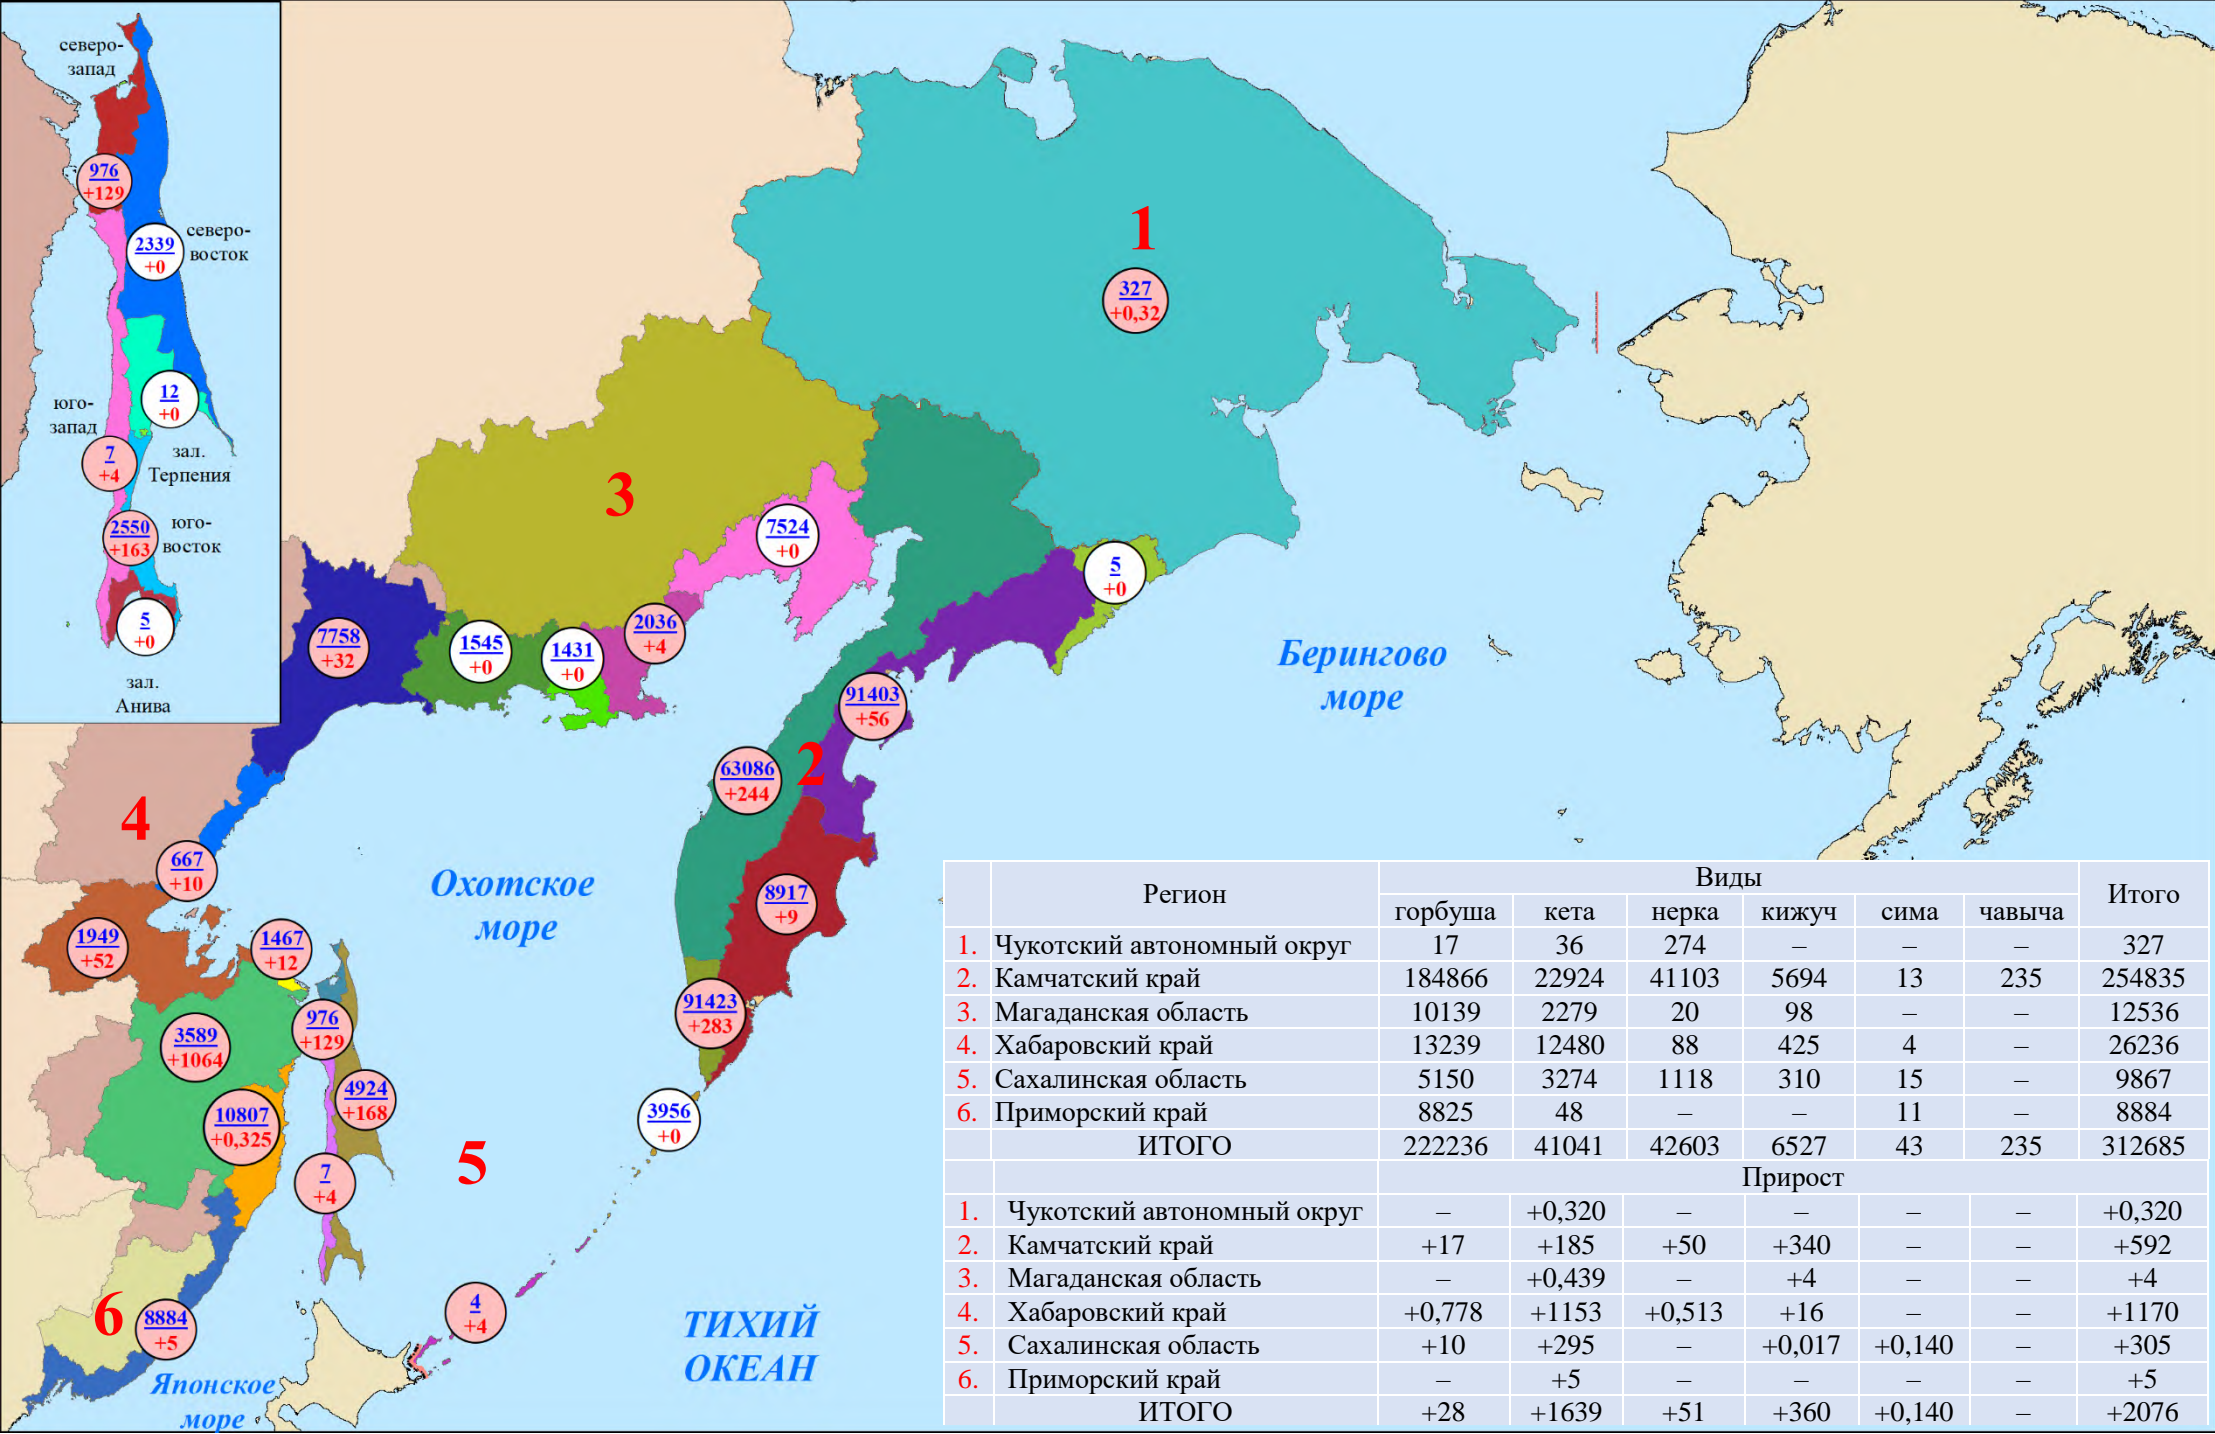 северо-
запад
976
+129
2339
+0
северо-
восток
12
+0
юго-
запад
7
+4
зал.
Терпения
2550
+163
юго-
восток
5
+0
зал.
Анива
1
327
+0,32
3
7524
+0
5
+0
7758
+32
1545
+0
1431
+0
2036
+4
Берингово
море
91403
+56
2
63086
+244
4
667
+10
Охотское
море
8917
+9
1949
+52
1467
+12
976
+129
3589
+1064
91423
+283
4924
+168
10807
+0,325
3956
+0
5
7
+4
6
8884
+5
4
+4
ТИХИЙ
ОКЕАН
Японское
море
Регион Виды Итого
горбуша кета нерка кижуч сима чавыча
1. Чукотский автономный округ 17 36 274 – – – 327
2. Камчатский край 184866 22924 41103 5694 13 235 254835
3. Магаданская область 10139 2279 20 98 – – 12536
4. Хабаровский край 13239 12480 88 425 4 – 26236
5. Сахалинская область 5150 3274 1118 310 15 – 9867
6. Приморский край 8825 48 – – 11 – 8884
ИТОГО 222236 41041 42603 6527 43 235 312685
Прирост
1. Чукотский автономный округ – +0,320 – – – – +0,320
2. Камчатский край +17 +185 +50 +340 – – +592
3. Магаданская область – +0,439 – +4 – – +4
4. Хабаровский край +0,778 +1153 +0,513 +16 – – +1170
5. Сахалинская область +10 +295 – +0,017 +0,140 – +305
6. Приморский край – +5 – – – – +5
ИТОГО +28 +1639 +51 +360 +0,140 – +2076